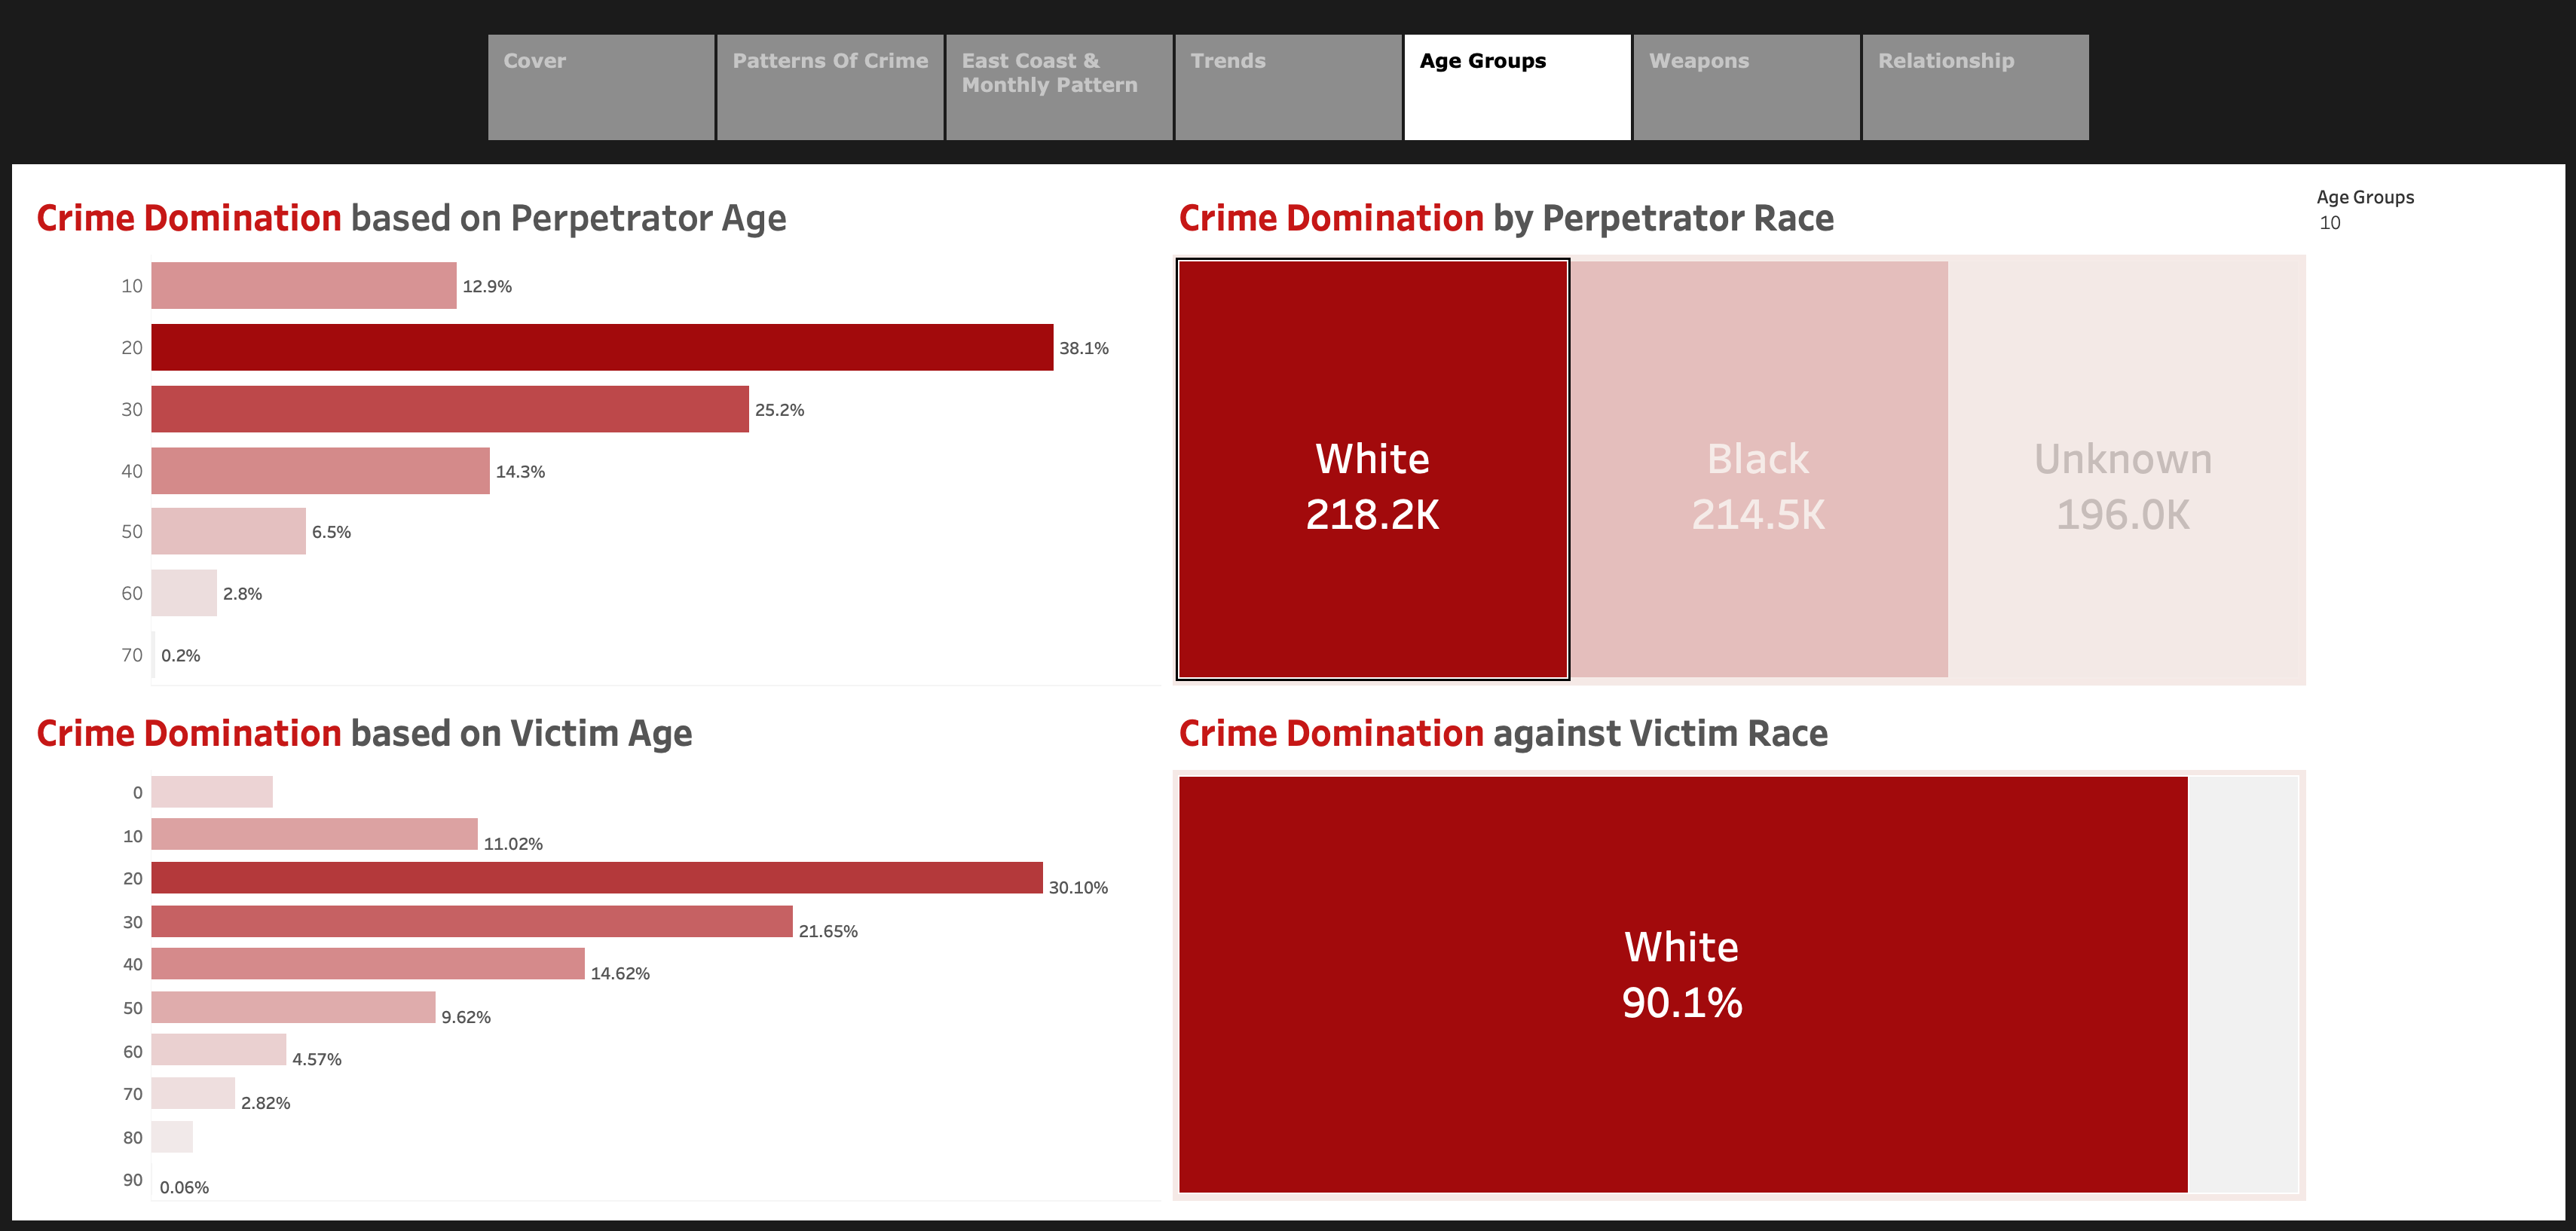 Cover
Patterns Of Crime
East Coast &
Monthly Pattern
Trends
Age Groups
Weapons
Relationship
Crime Domination based on Perpetrator Age
10
12.9%
20
38.1%
30
25.2%
40
14.3%
50
6.5%
60
2.8%
70
0.2%
Crime Domination by Perpetrator Race
White
218.2K
Black
214.5K
Unknown
196.0K
Age Groups
10
Crime Domination based on Victim Age
0
10
11.02%
20
30.10%
30
21.65%
40
14.62%
50
9.62%
60
4.57%
70
2.82%
80
90
0.06%
Crime Domination against Victim Race
White
90.1%